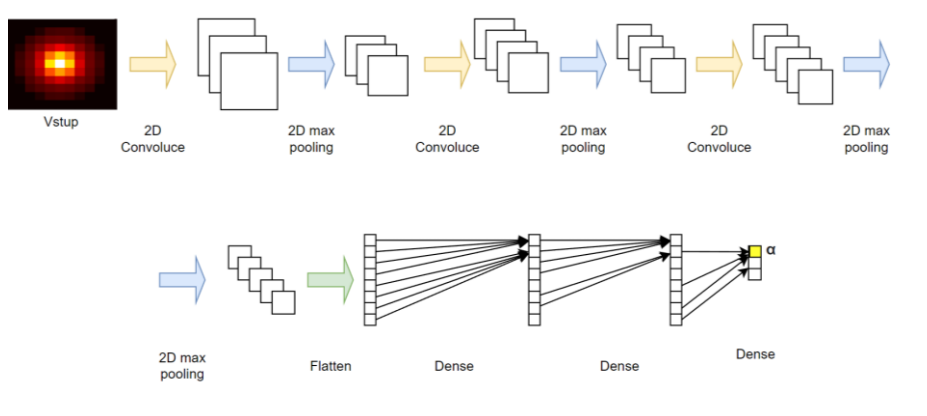 Vstup
2D
Convoluce
2D max
pooling
2D
Convoluce
2D max
pooling
2D
Convoluce
2D max
pooling
α
2D max
pooling
Flatten
Dense
Dense
Dense